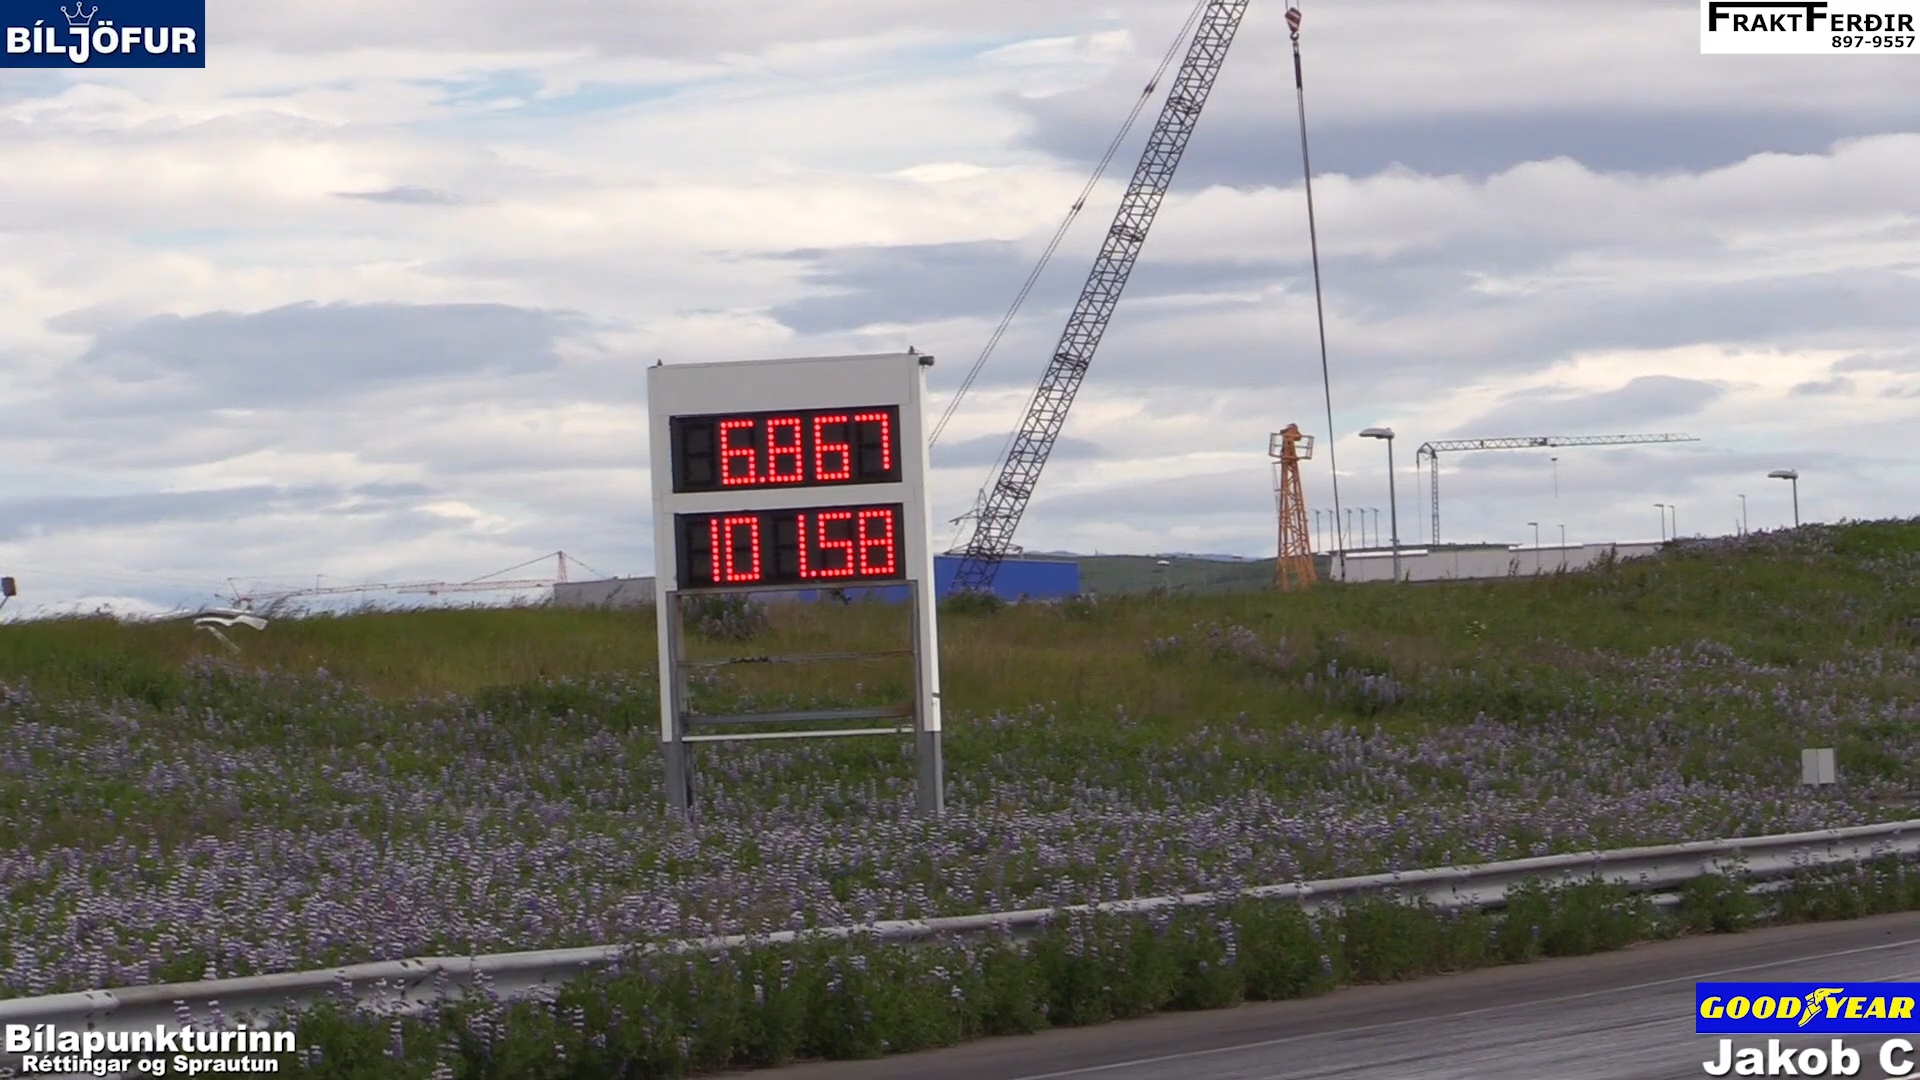 BÍLJÖFUR
FRAKTFERÐIR
897-9557
6.867
101.58
Bílapunkturinn
Réttingar og Sprautun
GOODYEAR
Jakob C